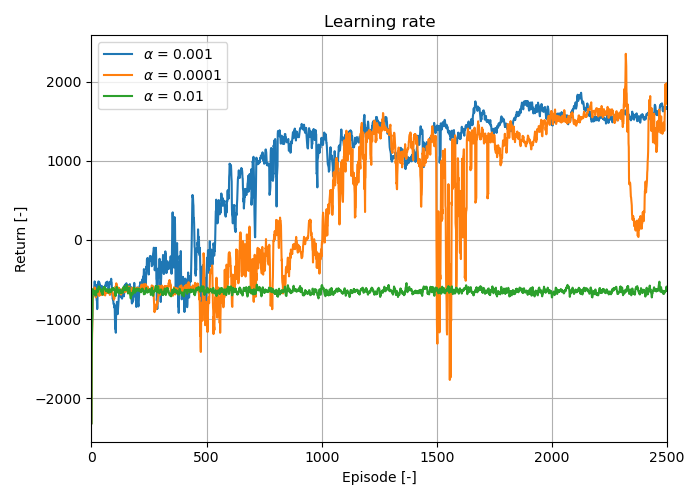 Learning rate
α = 0.001
α = 0.0001
α = 0.01
Return [-]
2000
1000
0
−1000
−2000
0 500 1000 1500 2000 2500
Episode [-]